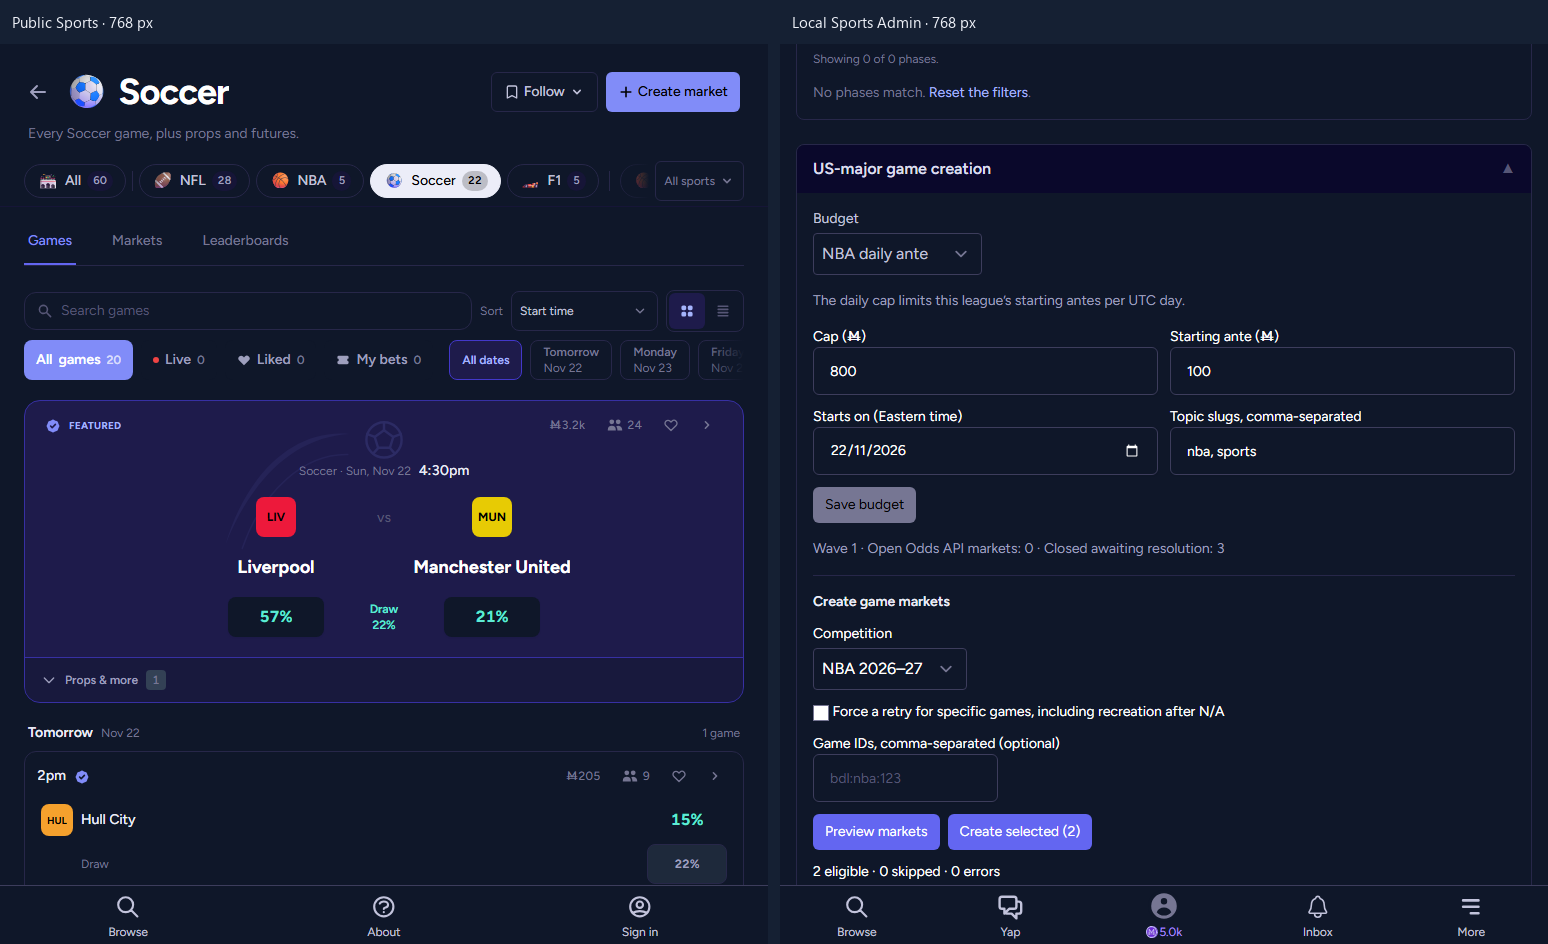 Public Sports · 768 px
Soccer
Follow
+ Create market
Every Soccer game, plus props and futures.
All 60
NFL 28
NBA 5
Soccer 22
F1 5
All sports
Games
Markets
Leaderboards
Search games
Sort
Start time
All games 20
Live 0
Liked 0
My bets 0
All dates
Tomorrow
Nov 22
Monday
Nov 23
FEATURED
Ṁ3.2k
24
Soccer · Sun, Nov 22 4:30pm
LIV
vs
MUN
Liverpool
Manchester United
57%
Draw
22%
21%
Props & more 1
Tomorrow Nov 22
1 game
2pm
Ṁ205
9
HUL
Hull City
15%
Draw
22%
Browse
About
Sign in
Local Sports Admin · 768 px
Showing 0 of 0 phases.
No phases match. Reset the filters.
US-major game creation
Budget
NBA daily ante
The daily cap limits this league's starting antes per UTC day.
Cap (Ṁ)
Starting ante (Ṁ)
800
100
Starts on (Eastern time)
Topic slugs, comma-separated
22/11/2026
nba, sports
Save budget
Wave 1 · Open Odds API markets: 0 · Closed awaiting resolution: 3
Create game markets
Competition
NBA 2026–27
Force a retry for specific games, including recreation after N/A
Game IDs, comma-separated (optional)
bdl:nba:123
Preview markets
Create selected (2)
2 eligible · 0 skipped · 0 errors
Browse
Yap
5.0k
Inbox
More